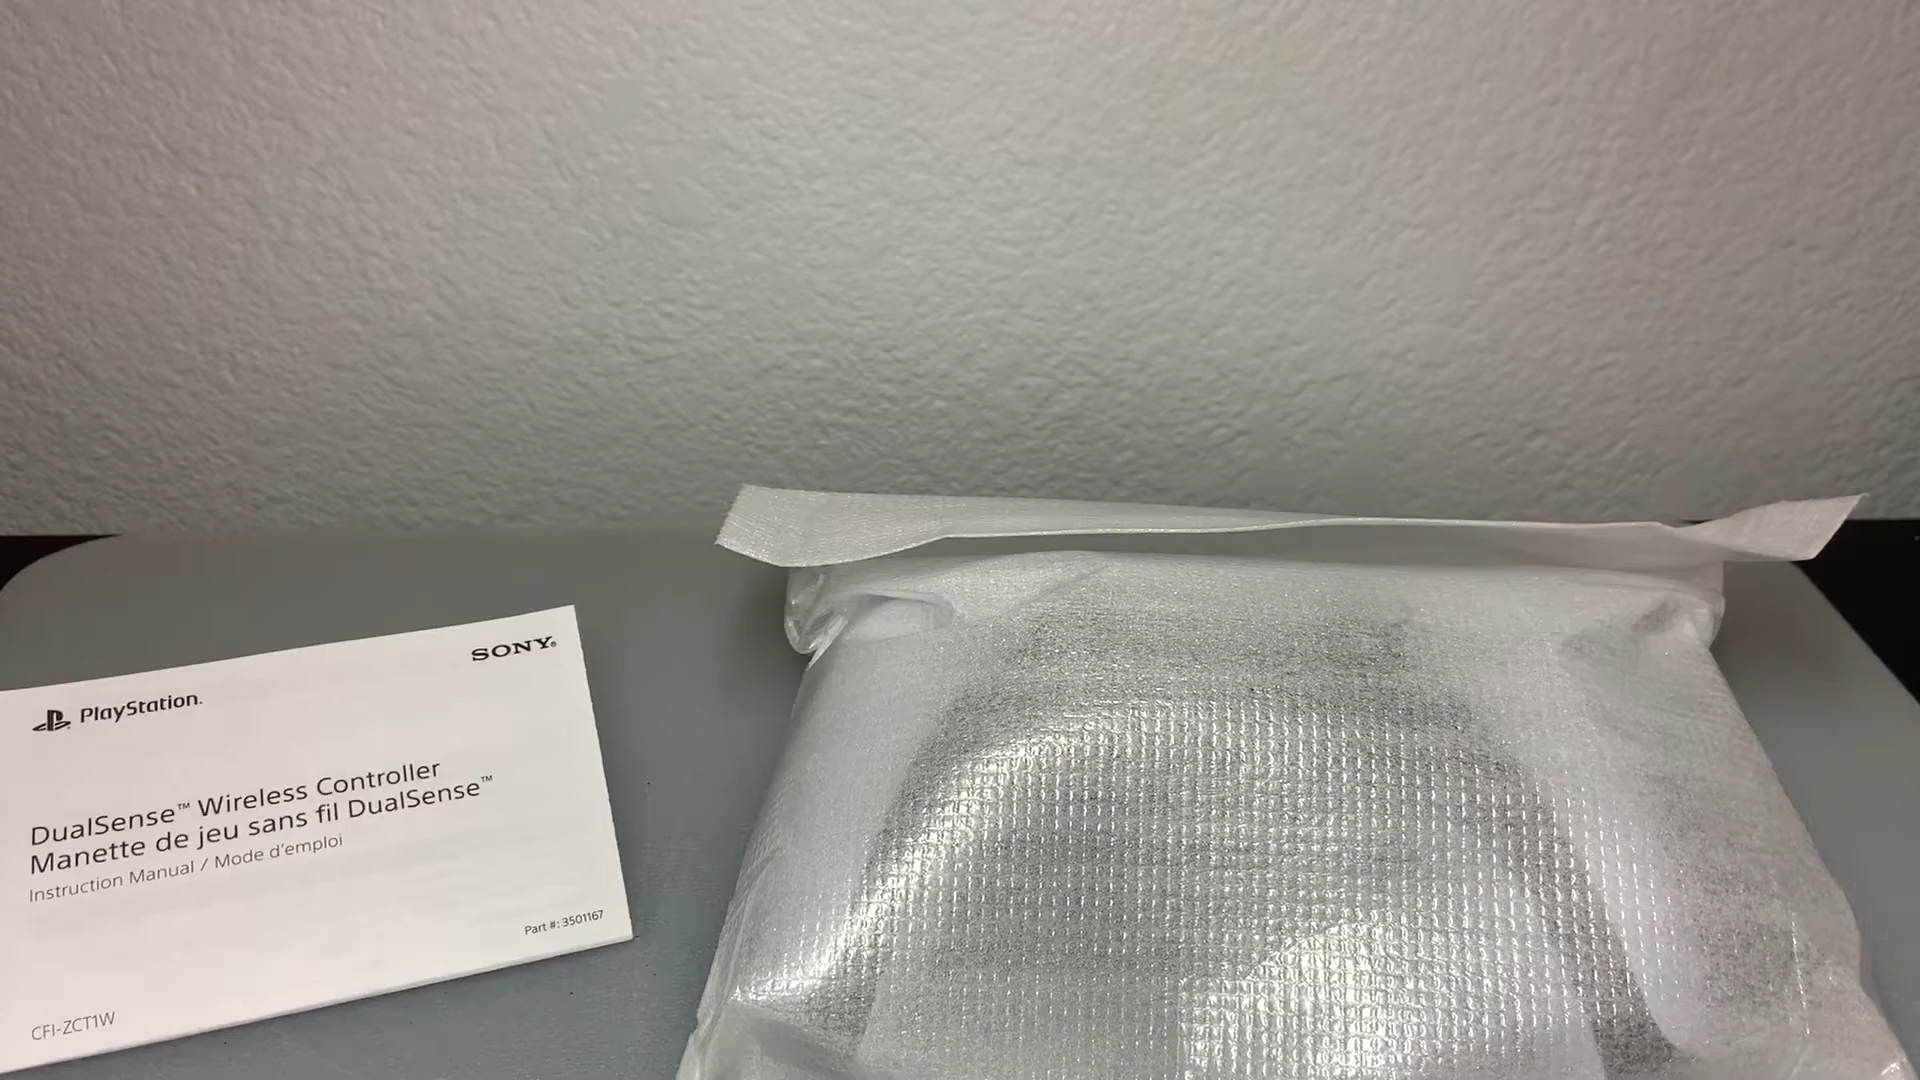 SONY®
PlayStation®
DualSense™ Wireless Controller
Manette de jeu sans fil DualSense™
Instruction Manual / Mode d'emploi
Part #: 3501167
CFI-ZCT1W